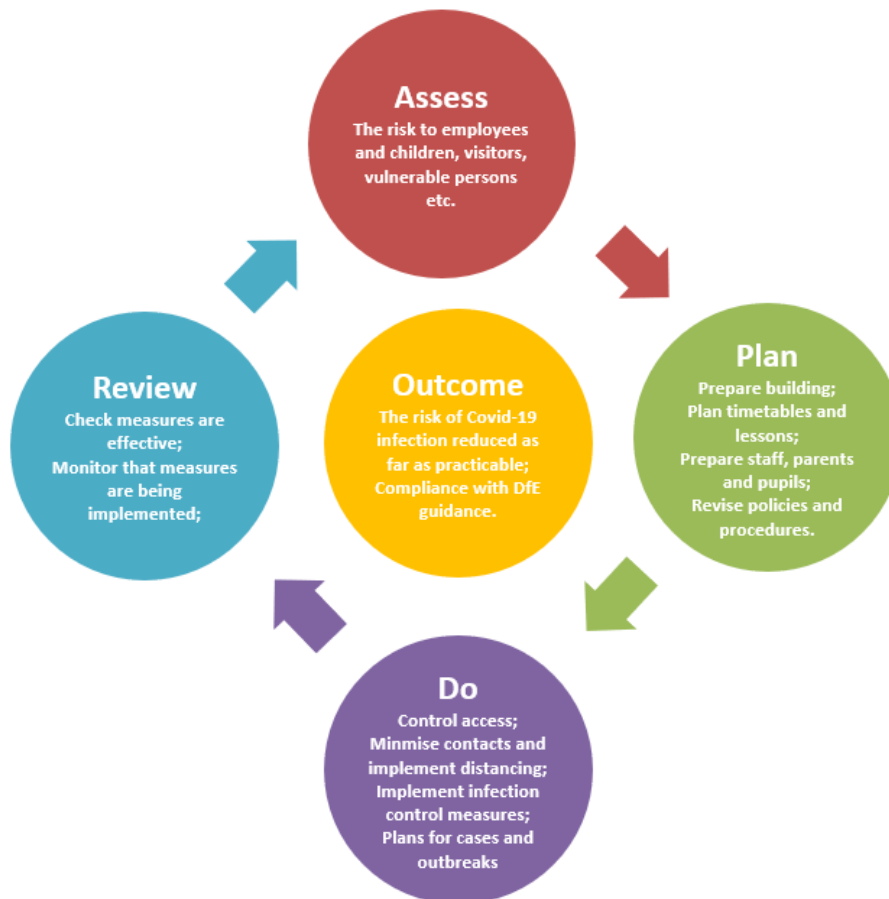 Assess
The risk to employees
and children, visitors,
vulnerable persons
etc.
Plan
Prepare building;
Plan timetables and
lessons;
Prepare staff, parents
and pupils;
Revise policies and
procedures.
Do
Control access;
Minmise contacts and
implement distancing;
Implement infection
control measures;
Plans for cases and
outbreaks
Review
Check measures are
effective;
Monitor that measures
are being
implemented;
Outcome
The risk of Covid-19
infection reduced as
far as practicable;
Compliance with DfE
guidance.